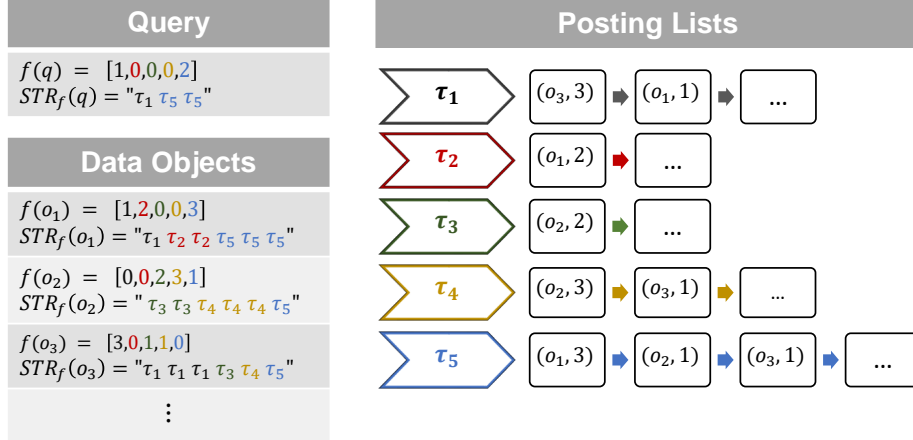 Query
f(q) = [1,0,0,0,2]
STR_f(q) = "τ₁ τ₅ τ₅"
Data Objects
f(o₁) = [1,2,0,0,3]
STR_f(o₁) = "τ₁ τ₂ τ₂ τ₅ τ₅ τ₅"
f(o₂) = [0,0,2,3,1]
STR_f(o₂) = " τ₃ τ₃ τ₄ τ₄ τ₄ τ₅"
f(o₃) = [3,0,1,1,0]
STR_f(o₃) = "τ₁ τ₁ τ₁ τ₃ τ₄ τ₅"
⋮
Posting Lists
τ₁ (o₃, 3) (o₁, 1) ...
τ₂ (o₁, 2) ...
τ₃ (o₂, 2) ...
τ₄ (o₂, 3) (o₃, 1) ...
τ₅ (o₁, 3) (o₂, 1) (o₃, 1) ...